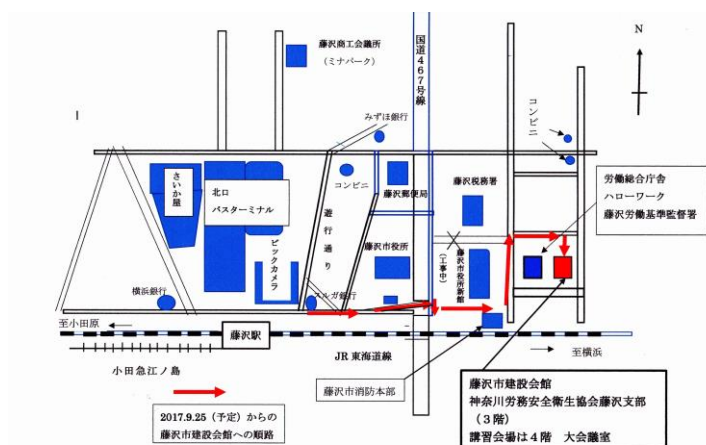 国道467号線
N
藤沢商工会議所
（ミナパーク）
みずほ銀行
コンビニ
さいか屋
北口
バスターミナル
コンビニ
藤沢郵便局
藤沢税務署
労働総合庁舎
ハローワーク
藤沢労働基準監督署
遊行通り
ビックカメラ
藤沢市役所
(工事中)
藤沢市役所新館
横浜銀行
スルガ銀行
至小田原
藤沢駅
JR東海道線
至横浜
小田急江ノ島
藤沢市消防本部
2017.9.25（予定）からの
藤沢市建設会館への順路
藤沢市建設会館
神奈川労務安全衛生協会藤沢支部
（３階）
講習会場は４階　大会議室